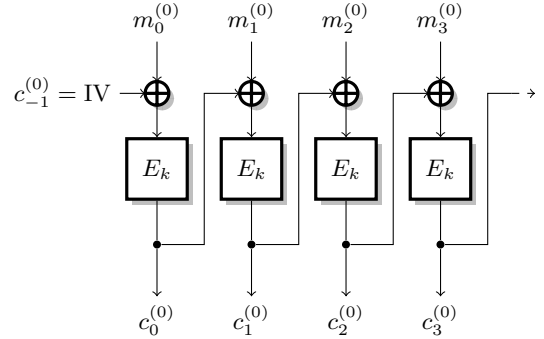 m_0^{(0)} m_1^{(0)} m_2^{(0)} m_3^{(0)}
c_{-1}^{(0)} = IV
E_k E_k E_k E_k
c_0^{(0)} c_1^{(0)} c_2^{(0)} c_3^{(0)}